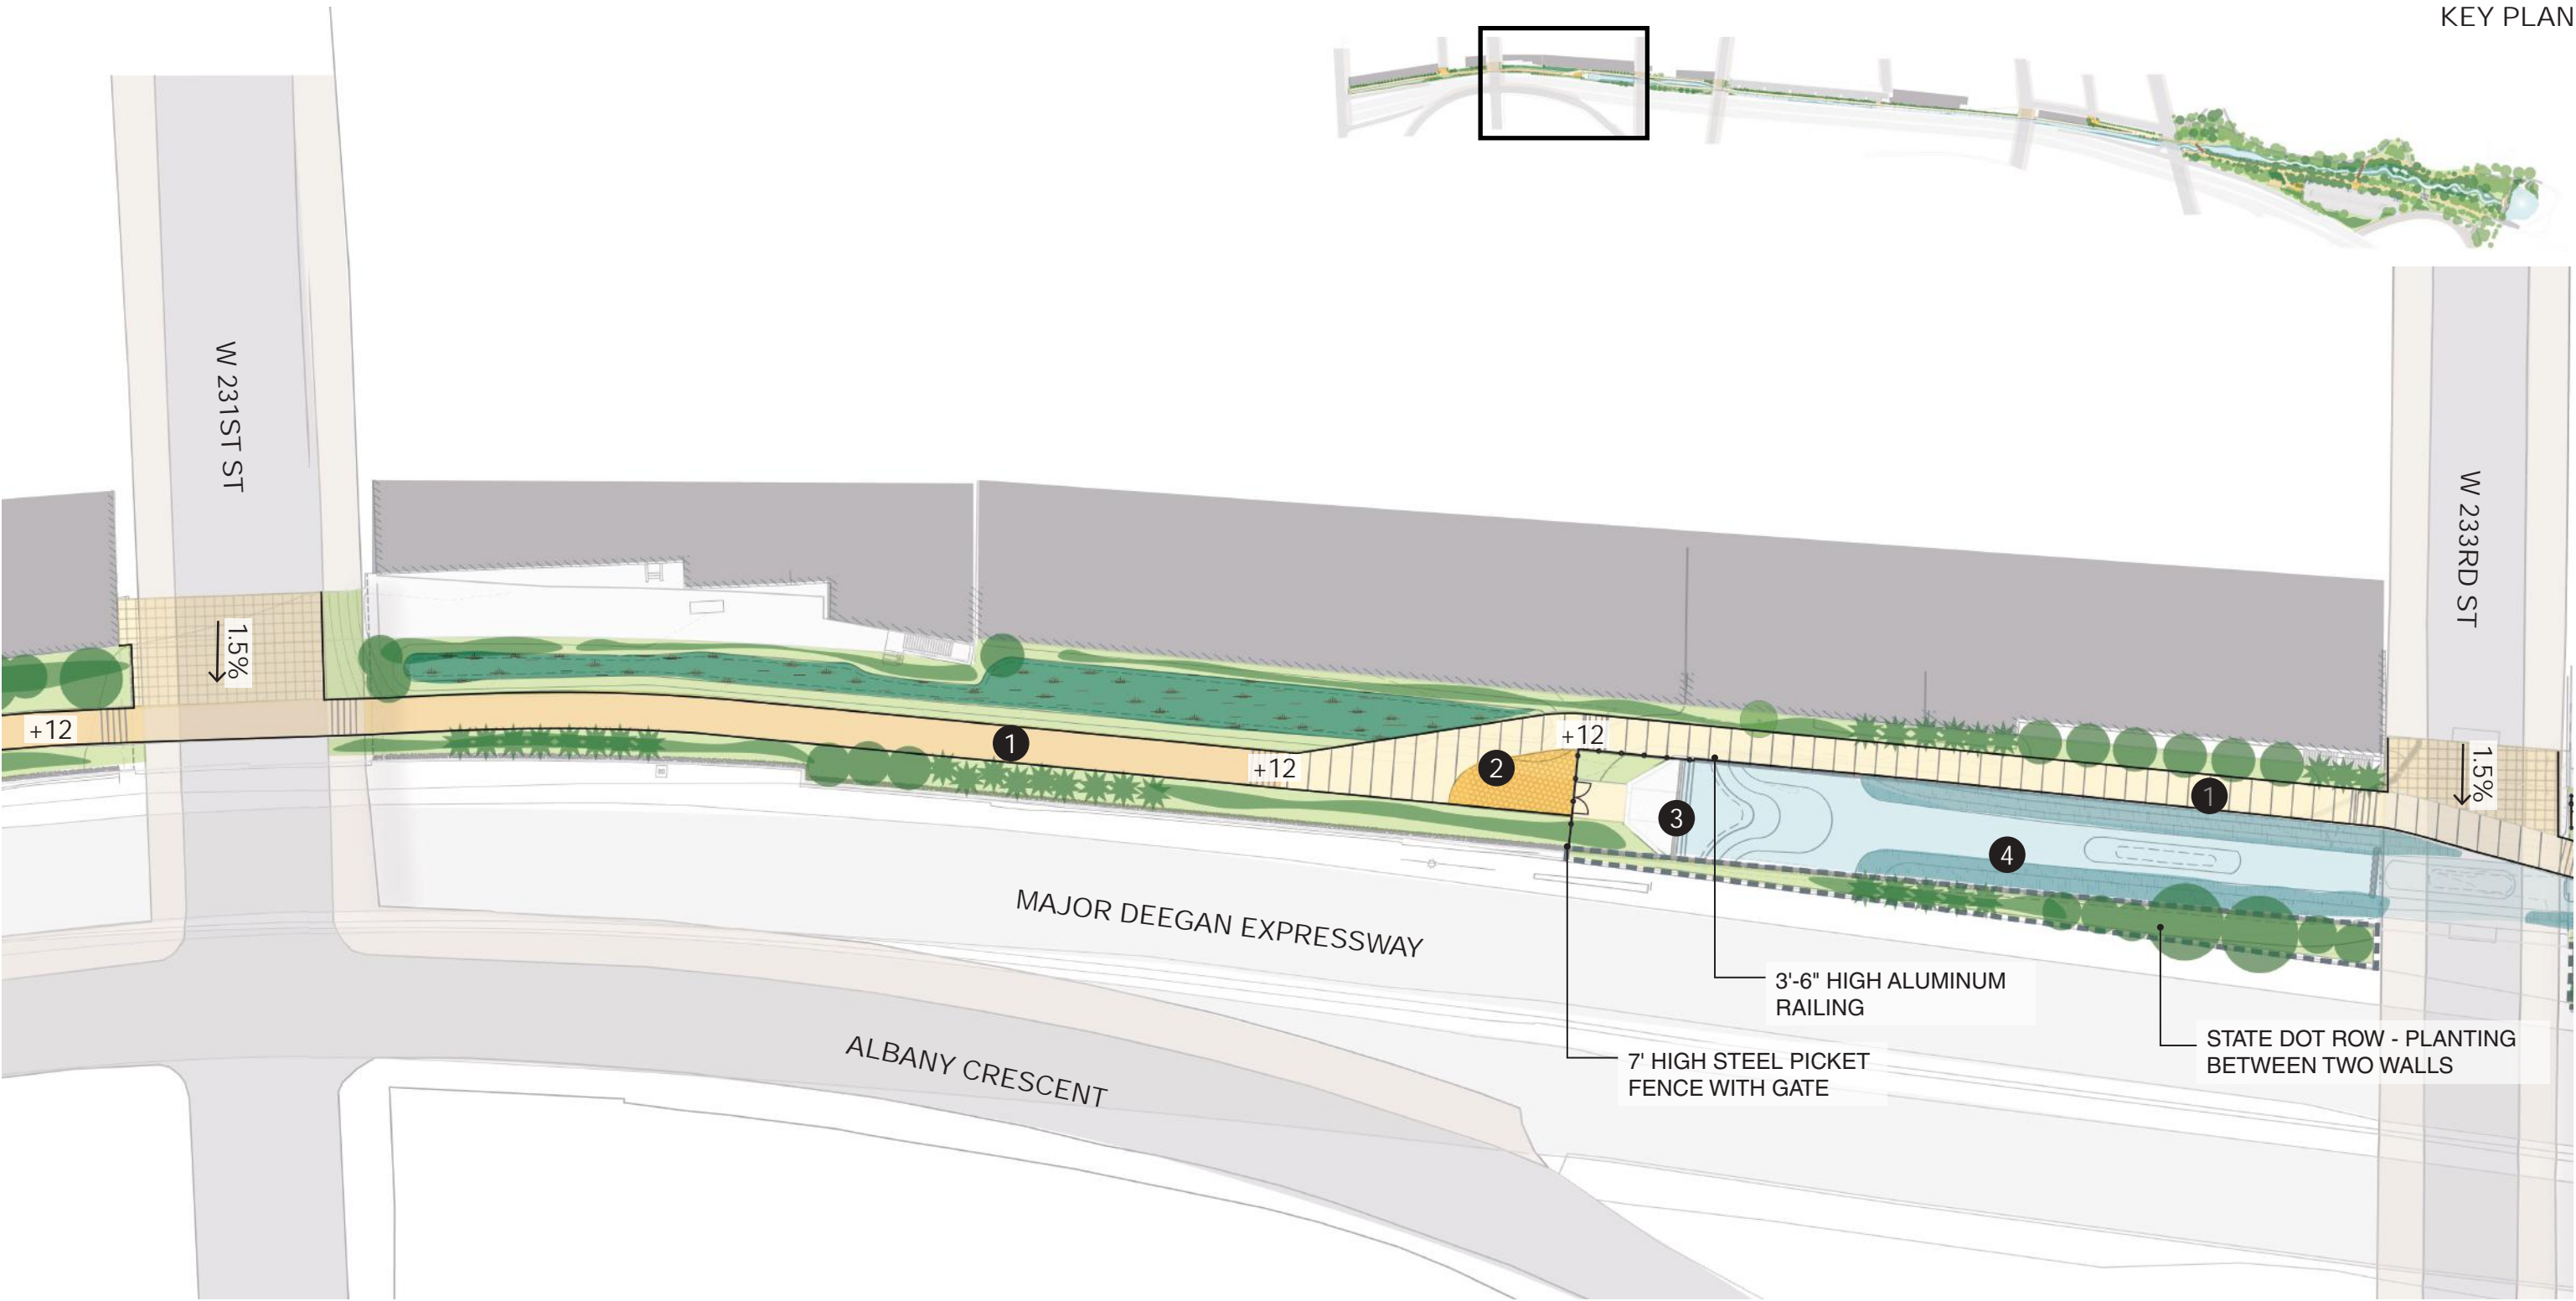 KEY PLAN
W 231ST ST
W 233RD ST
1.5%
+12
1
+12
2
+12
3
1
4
1.5%
MAJOR DEEGAN EXPRESSWAY
ALBANY CRESCENT
3'-6" HIGH ALUMINUM
RAILING
7' HIGH STEEL PICKET
FENCE WITH GATE
STATE DOT ROW - PLANTING
BETWEEN TWO WALLS